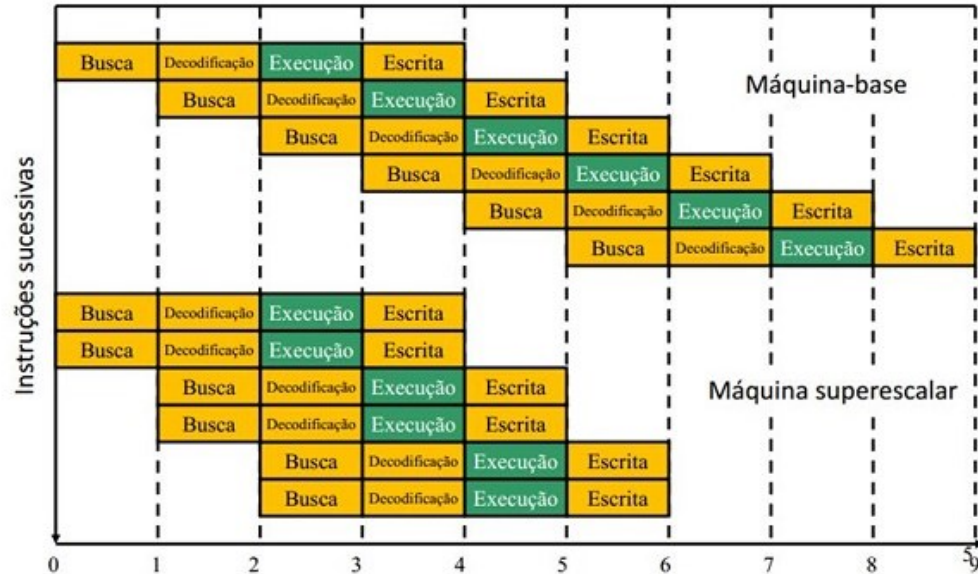 Instruções sucessivas
Busca Decodificação Execução Escrita
Busca Decodificação Execução Escrita
Máquina-base
Busca Decodificação Execução Escrita
Busca Decodificação Execução Escrita
Busca Decodificação Execução Escrita
Busca Decodificação Execução Escrita
Busca Decodificação Execução Escrita
Busca Decodificação Execução Escrita
Busca Decodificação Execução Escrita
Máquina superescalar
Busca Decodificação Execução Escrita
Busca Decodificação Execução Escrita
Busca Decodificação Execução Escrita
0 1 2 3 4 5 6 7 8 9
5